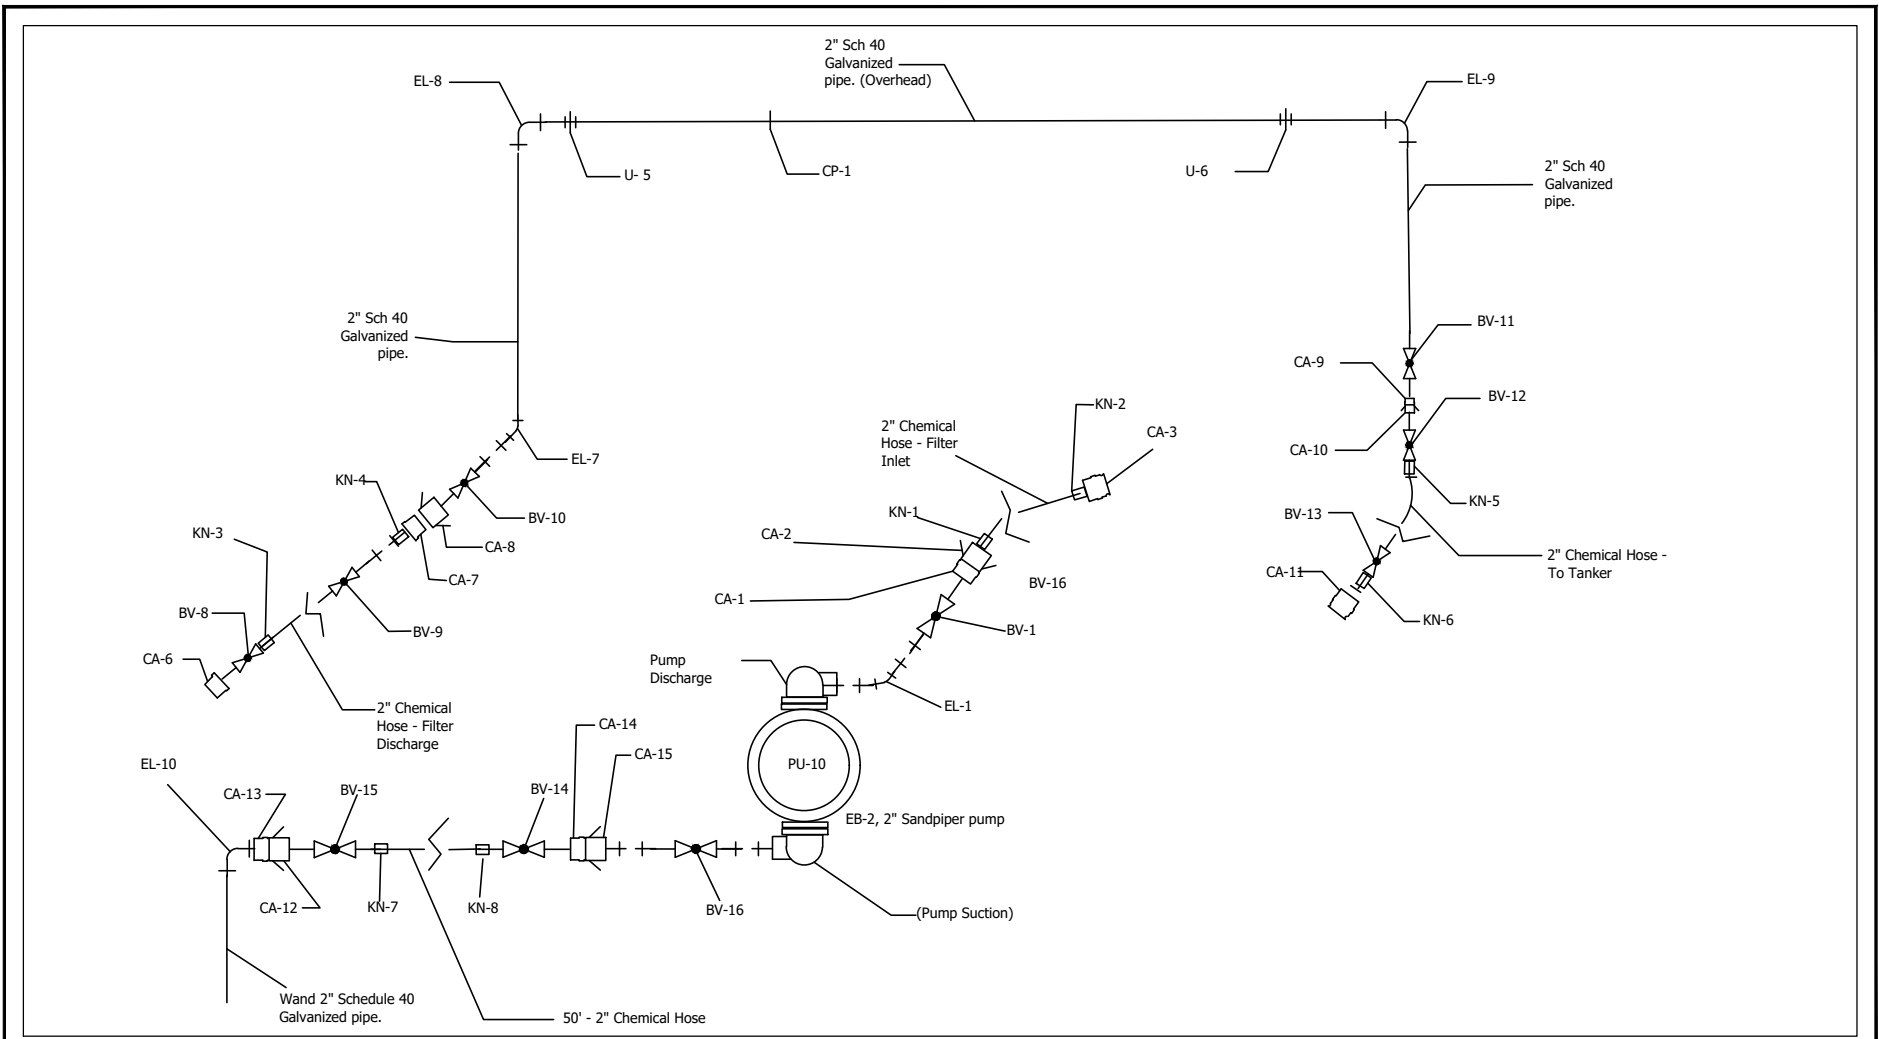 2" Sch 40
Galvanized
pipe. (Overhead)
EL-8
EL-9
U- 5
CP-1
U-6
2" Sch 40
Galvanized
pipe.
2" Sch 40
Galvanized
pipe.
BV-11
CA-9
BV-12
CA-10
KN-5
BV-13
2" Chemical Hose -
To Tanker
CA-11
KN-6
KN-2
2" Chemical
Hose - Filter
Inlet
CA-3
KN-1
CA-2
BV-16
CA-1
BV-1
EL-7
KN-4
BV-10
KN-3
CA-8
CA-7
BV-8
BV-9
CA-6
2" Chemical
Hose - Filter
Discharge
Pump
Discharge
EL-1
CA-14
CA-15
EL-10
PU-10
CA-13
BV-15
BV-14
EB-2, 2" Sandpiper pump
CA-12
KN-7
KN-8
BV-16
(Pump Suction)
Wand 2" Schedule 40
Galvanized pipe.
50' - 2" Chemical Hose